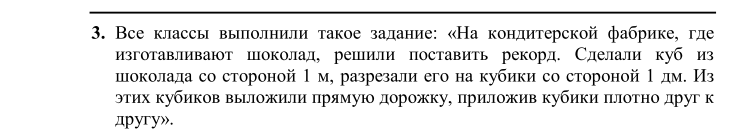 3. Все классы выполнили такое задание: «На кондитерской фабрике, где
изготавливают шоколад, решили поставить рекорд. Сделали куб из
шоколада со стороной 1 м, разрезали его на кубики со стороной 1 дм. Из
этих кубиков выложили прямую дорожку, приложив кубики плотно друг к
другу».